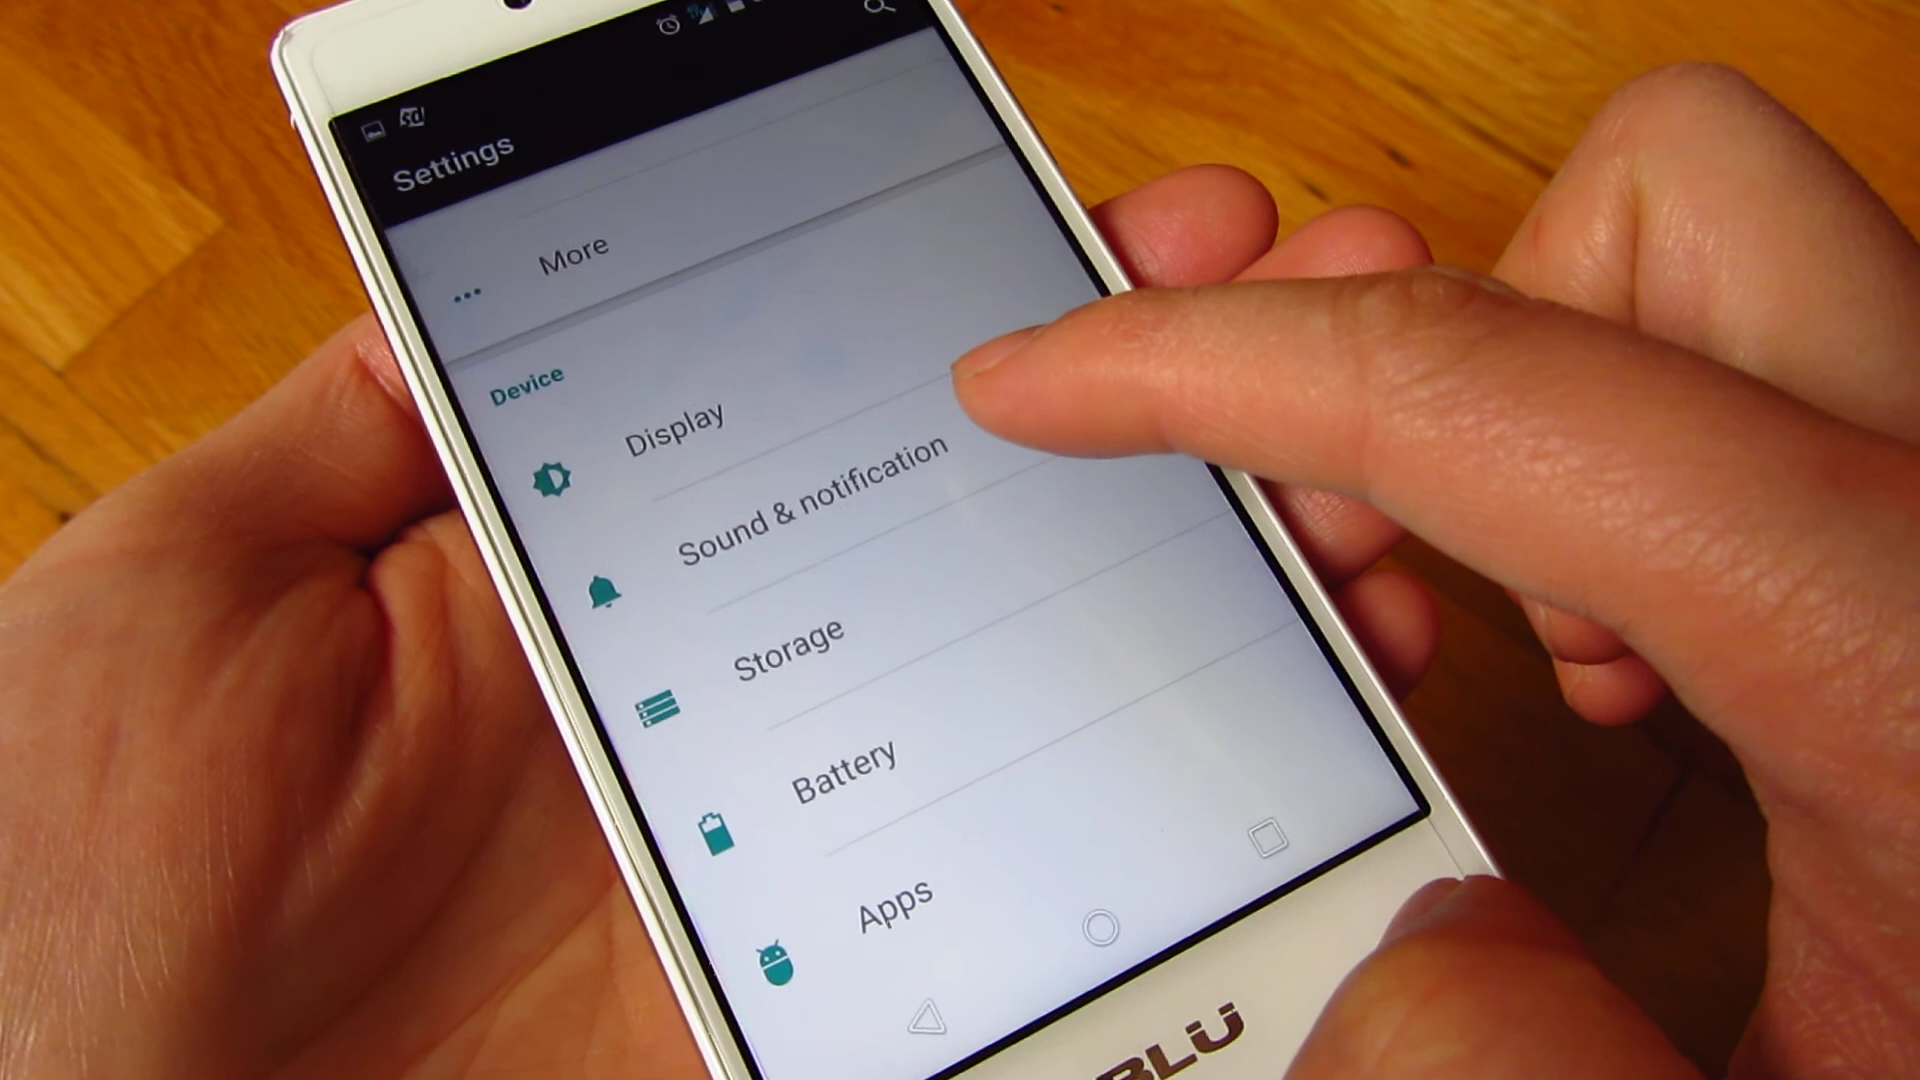 Settings
More
Device
Display
Sound & notification
Storage
Battery
Apps
BLU